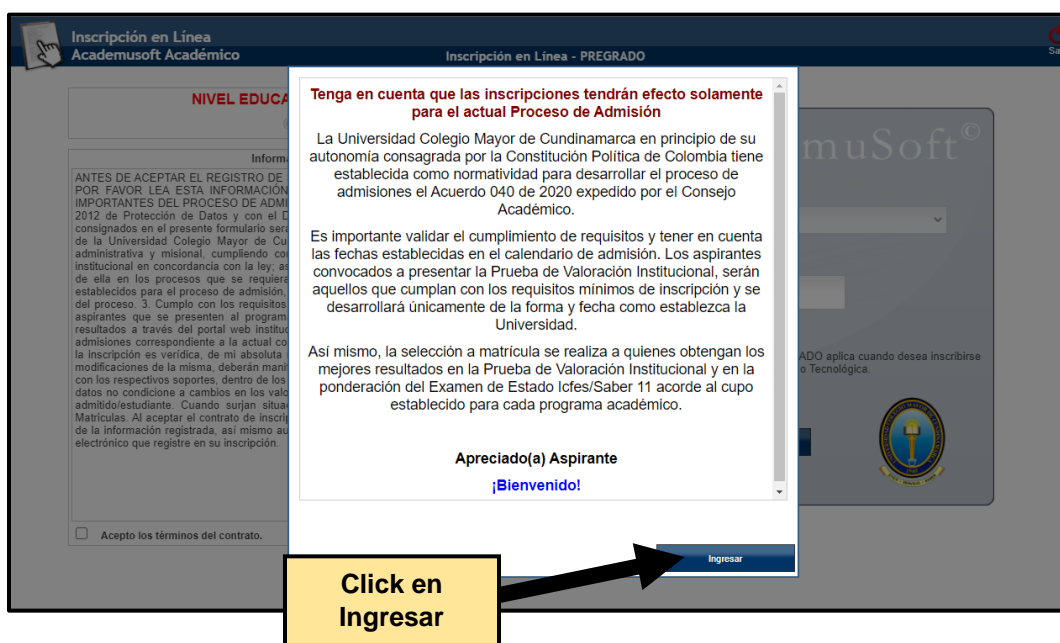 Inscripción en Línea
Academusoft Académico
Inscripción en Línea - PREGRADO
Sa
NIVEL EDUCA
Informa
ANTES DE ACEPTAR EL REGISTRO DE
POR FAVOR LEA ESTA INFORMACIÓN
IMPORTANTES DEL PROCESO DE ADMI
2012 de Protección de Datos y con el D
consignados en el presente formulario será
de la Universidad Colegio Mayor de Cu
administrativa y misional, cumpliendo co
institucional en concordancia con la ley; as
de ella en los procesos que se requiera
establecidos para el proceso de admisión,
del proceso. 3. Cumplo con los requisitos
aspirantes que se presenten al program
resultados a través del portal web instituc
admisiones correspondiente a la actual co
la inscripción es verídica, de mi absoluta
modificaciones de la misma, deberán mani
con los respectivos soportes, dentro de los
datos no condicione a cambios en los valo
admitido/estudiante. Cuando surjan situa
Matriculas. Al aceptar el contrato de inscrip
de la información registrada, así mismo au
electrónico que registre en su inscripción.
Acepto los términos del contrato.
Tenga en cuenta que las inscripciones tendrán efecto solamente
para el actual Proceso de Admisión
La Universidad Colegio Mayor de Cundinamarca en principio de su
autonomía consagrada por la Constitución Política de Colombia tiene
establecida como normatividad para desarrollar el proceso de
admisiones el Acuerdo 040 de 2020 expedido por el Consejo
Académico.
Es importante validar el cumplimiento de requisitos y tener en cuenta
las fechas establecidas en el calendario de admisión. Los aspirantes
convocados a presentar la Prueba de Valoración Institucional, serán
aquellos que cumplan con los requisitos mínimos de inscripción y se
desarrollará únicamente de la forma y fecha como establezca la
Universidad.
Así mismo, la selección a matrícula se realiza a quienes obtengan los
mejores resultados en la Prueba de Valoración Institucional y en la
ponderación del Examen de Estado Icfes/Saber 11 acorde al cupo
establecido para cada programa académico.
Apreciado(a) Aspirante
¡Bienvenido!
Ingresar
muSoft©
ADO aplica cuando desea inscribirse
o Tecnológica.
Click en
Ingresar